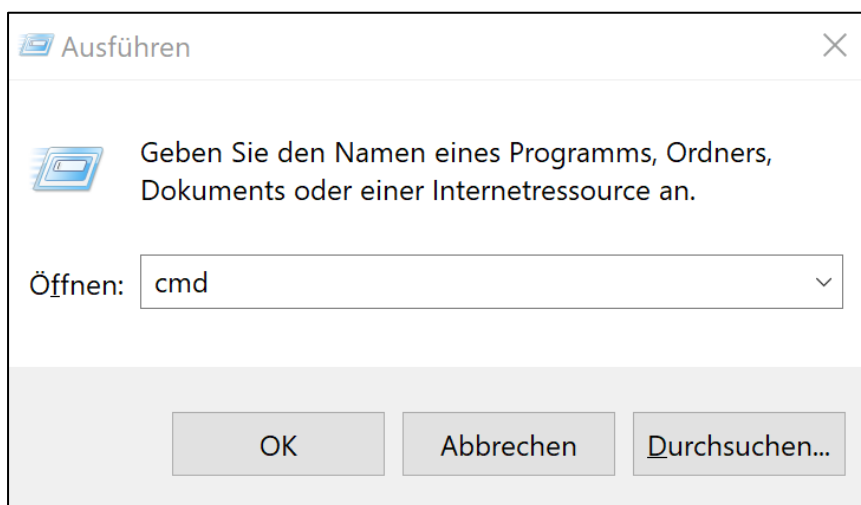 Ausführen
Geben Sie den Namen eines Programms, Ordners,
Dokuments oder einer Internetressource an.
Öffnen: cmd
OK Abbrechen Durchsuchen...